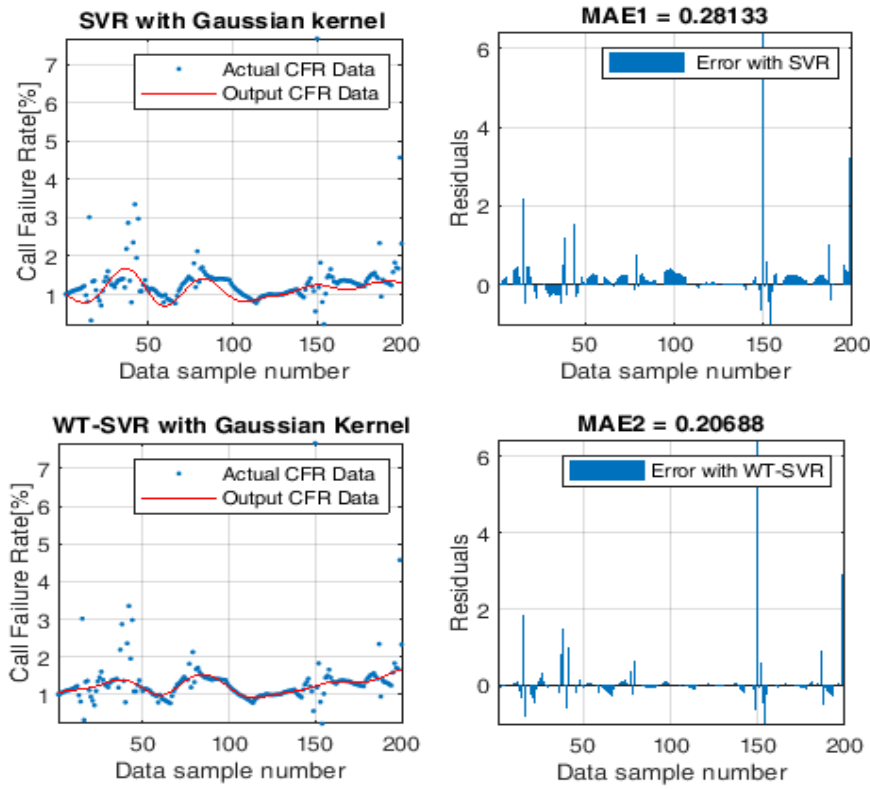 SVR with Gaussian kernel
Call Failure Rate[%]
7
6
5
4
3
2
1
Actual CFR Data
Output CFR Data
50
100
150
200
Data sample number
MAE1 = 0.28133
Residuals
6
4
2
0
Error with SVR
50
100
150
200
Data sample number
WT-SVR with Gaussian Kernel
Call Failure Rate[%]
7
6
5
4
3
2
1
Actual CFR Data
Output CFR Data
50
100
150
200
Data sample number
MAE2 = 0.20688
Residuals
6
4
2
0
Error with WT-SVR
50
100
150
200
Data sample number